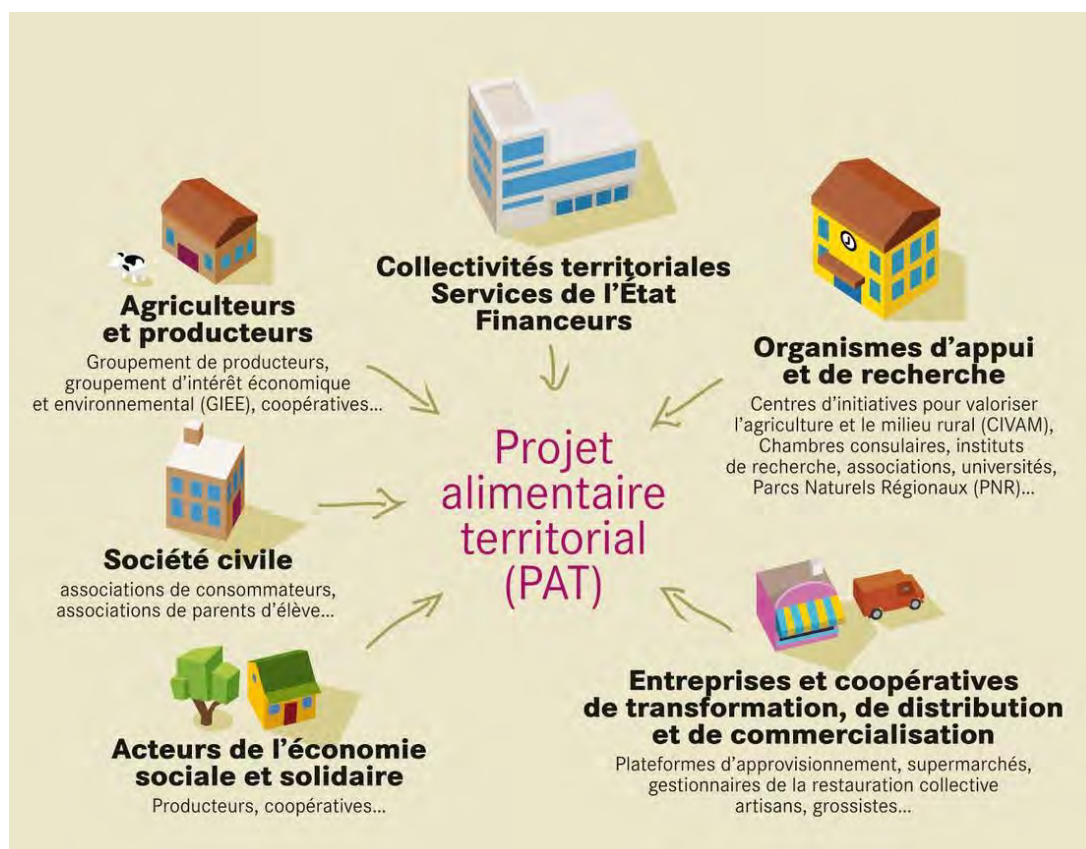 Collectivités territoriales
Services de l'État
Financeurs
Agriculteurs
et producteurs
Groupement de producteurs,
groupement d'intérêt économique
et environnemental (GIEE), coopératives...
Organismes d'appui
et de recherche
Centres d'initiatives pour valoriser
l'agriculture et le milieu rural (CIVAM),
Chambres consulaires, instituts
de recherche, associations, universités,
Parcs Naturels Régionaux (PNR)...
Projet
alimentaire
territorial
(PAT)
Société civile
associations de consommateurs,
associations de parents d'élève...
Acteurs de l'économie
sociale et solidaire
Producteurs, coopératives...
Entreprises et coopératives
de transformation, de distribution
et de commercialisation
Plateformes d'approvisionnement, supermarchés,
gestionnaires de la restauration collective
artisans, grossistes...